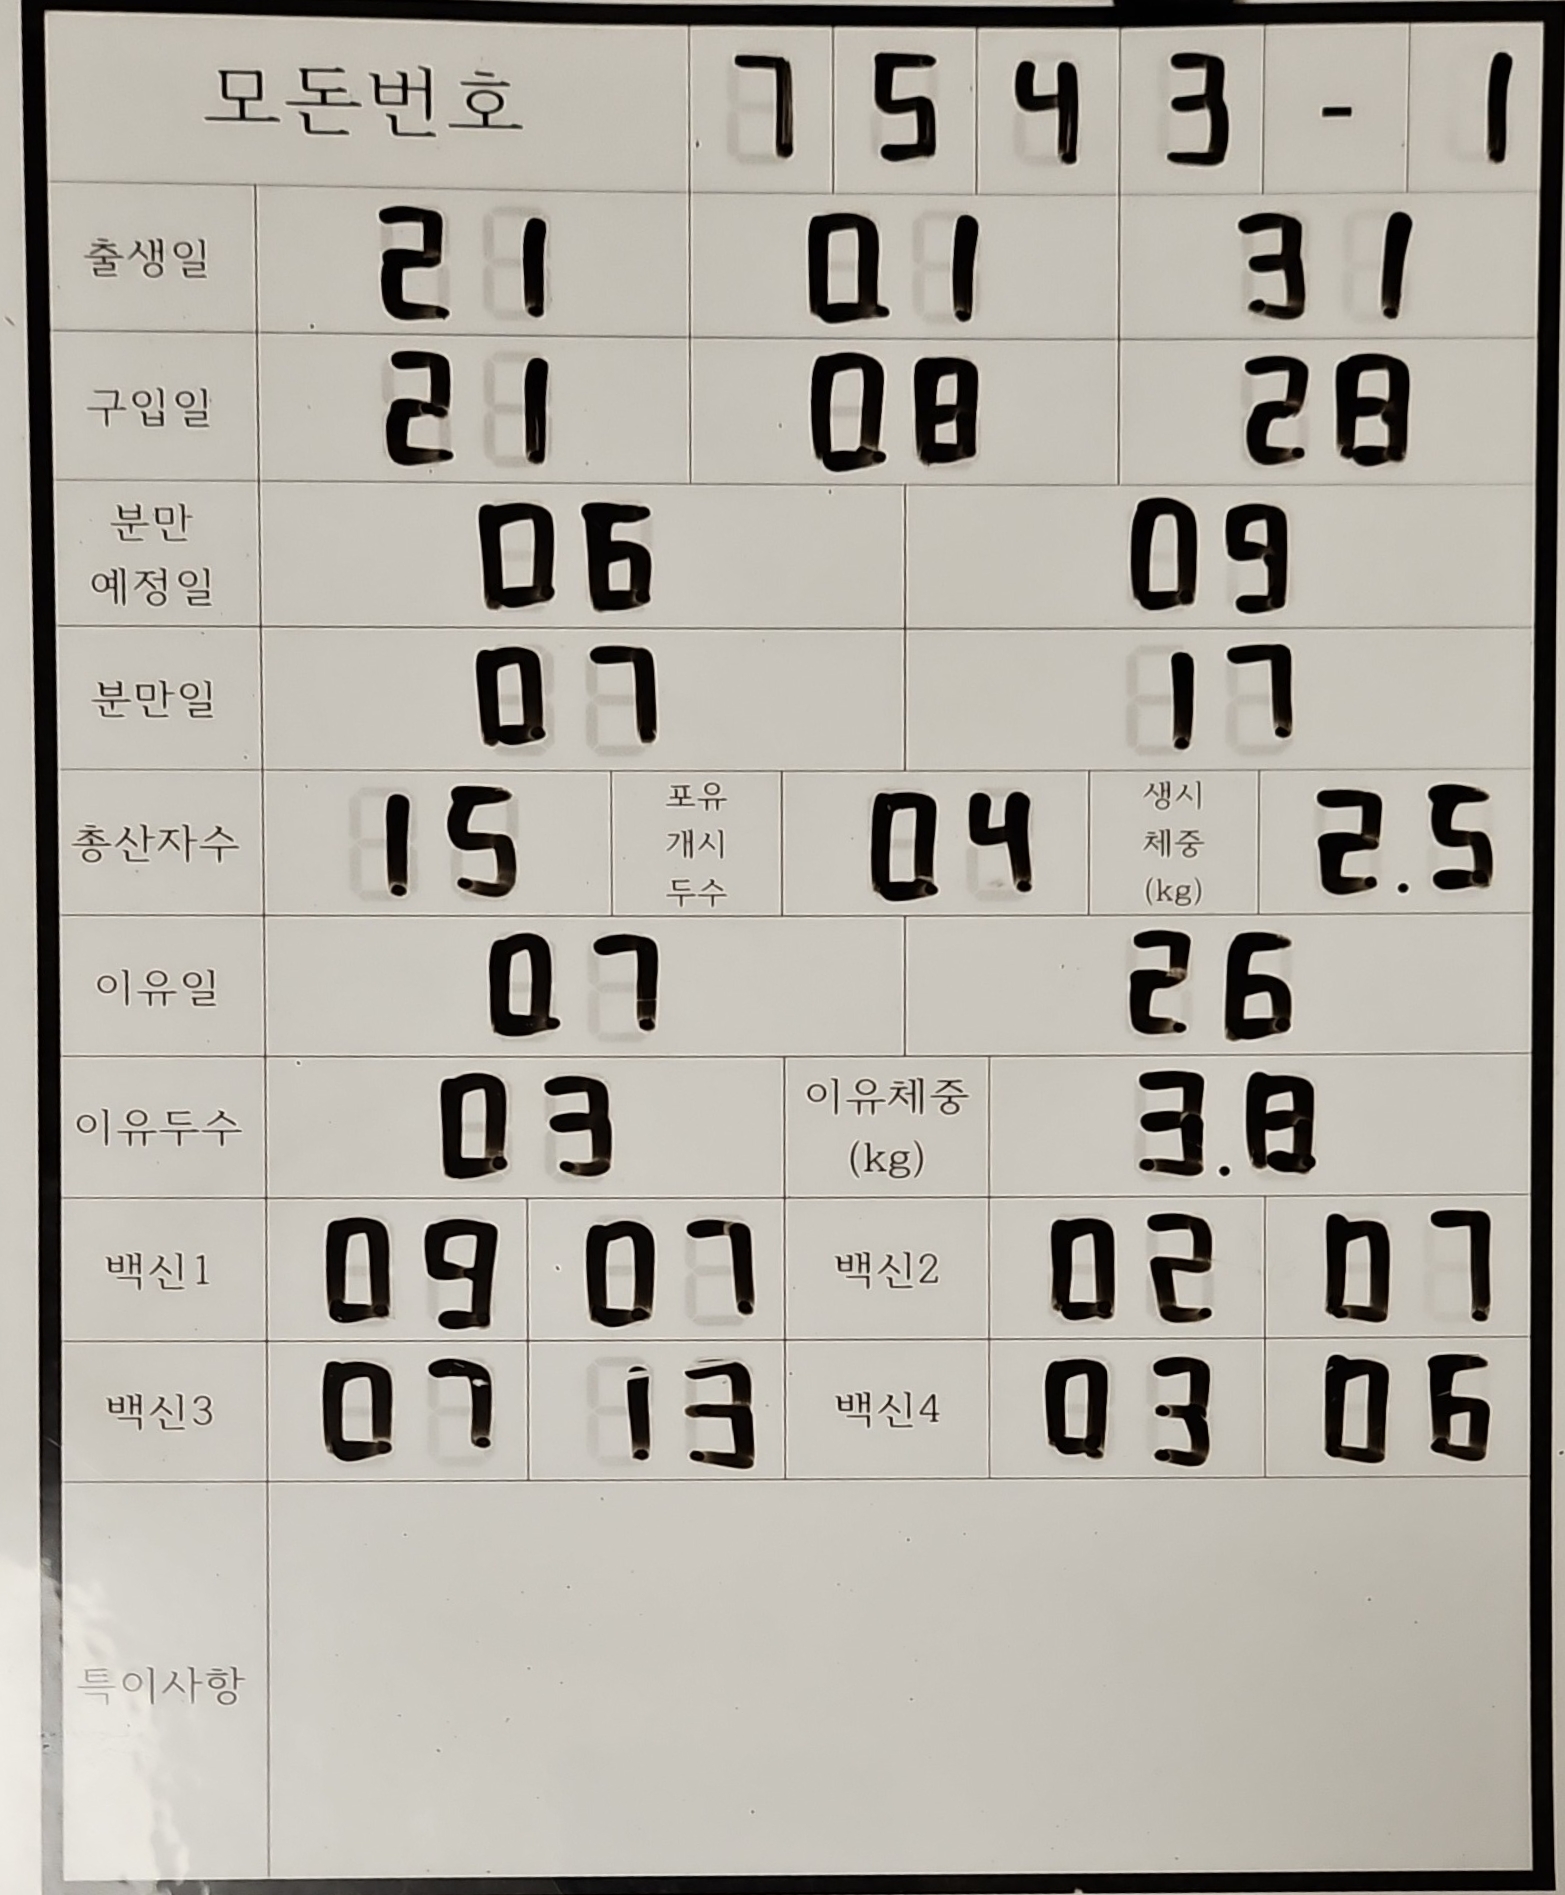 모돈번호 7 5 4 3 - 1
출생일 21 01 31
구입일 21 08 28
분만
예정일 06 09
분만일 07 17
총산자수 15 포유
개시
두수 04 생시
체중
(kg) 2.5
이유일 07 26
이유두수 03 이유체중
(kg) 3.8
백신1 09 07 백신2 02 07
백신3 07 13 백신4 03 06
특이사항